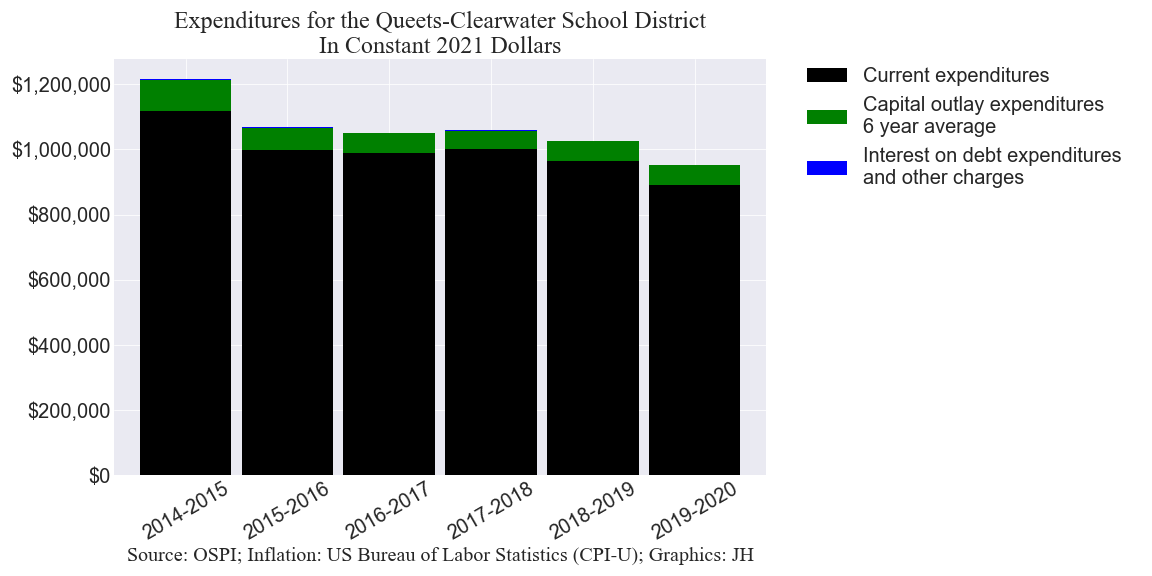 Expenditures for the Queets-Clearwater School District
In Constant 2021 Dollars
$1,200,000
$1,000,000
$800,000
$600,000
$400,000
$200,000
$0
2014-2015
2015-2016
2016-2017
2017-2018
2018-2019
2019-2020
Current expenditures
Capital outlay expenditures
6 year average
Interest on debt expenditures
and other charges
Source: OSPI; Inflation: US Bureau of Labor Statistics (CPI-U); Graphics: JH